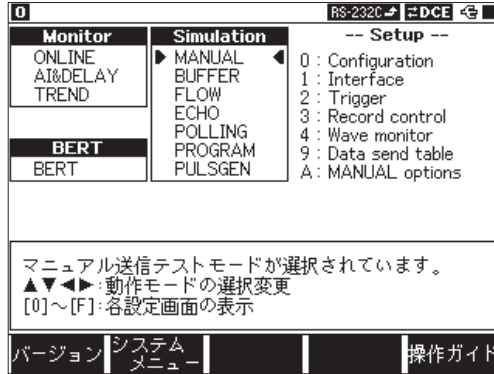 0
RS-232C DCE
Monitor
ONLINE
AI&DELAY
TREND
BERT
BERT
Simulation
MANUAL
BUFFER
FLOW
ECHO
POLLING
PROGRAM
PULSGEN
-- Setup --
0 : Configuration
1 : Interface
2 : Trigger
3 : Record control
4 : Wave monitor
9 : Data send table
A : MANUAL options
マニュアル送信テストモードが選択されています。
▲▼◀▶:動作モードの選択変更
[0]～[F]:各設定画面の表示
バージョン
システム
メニュー
操作ガイド